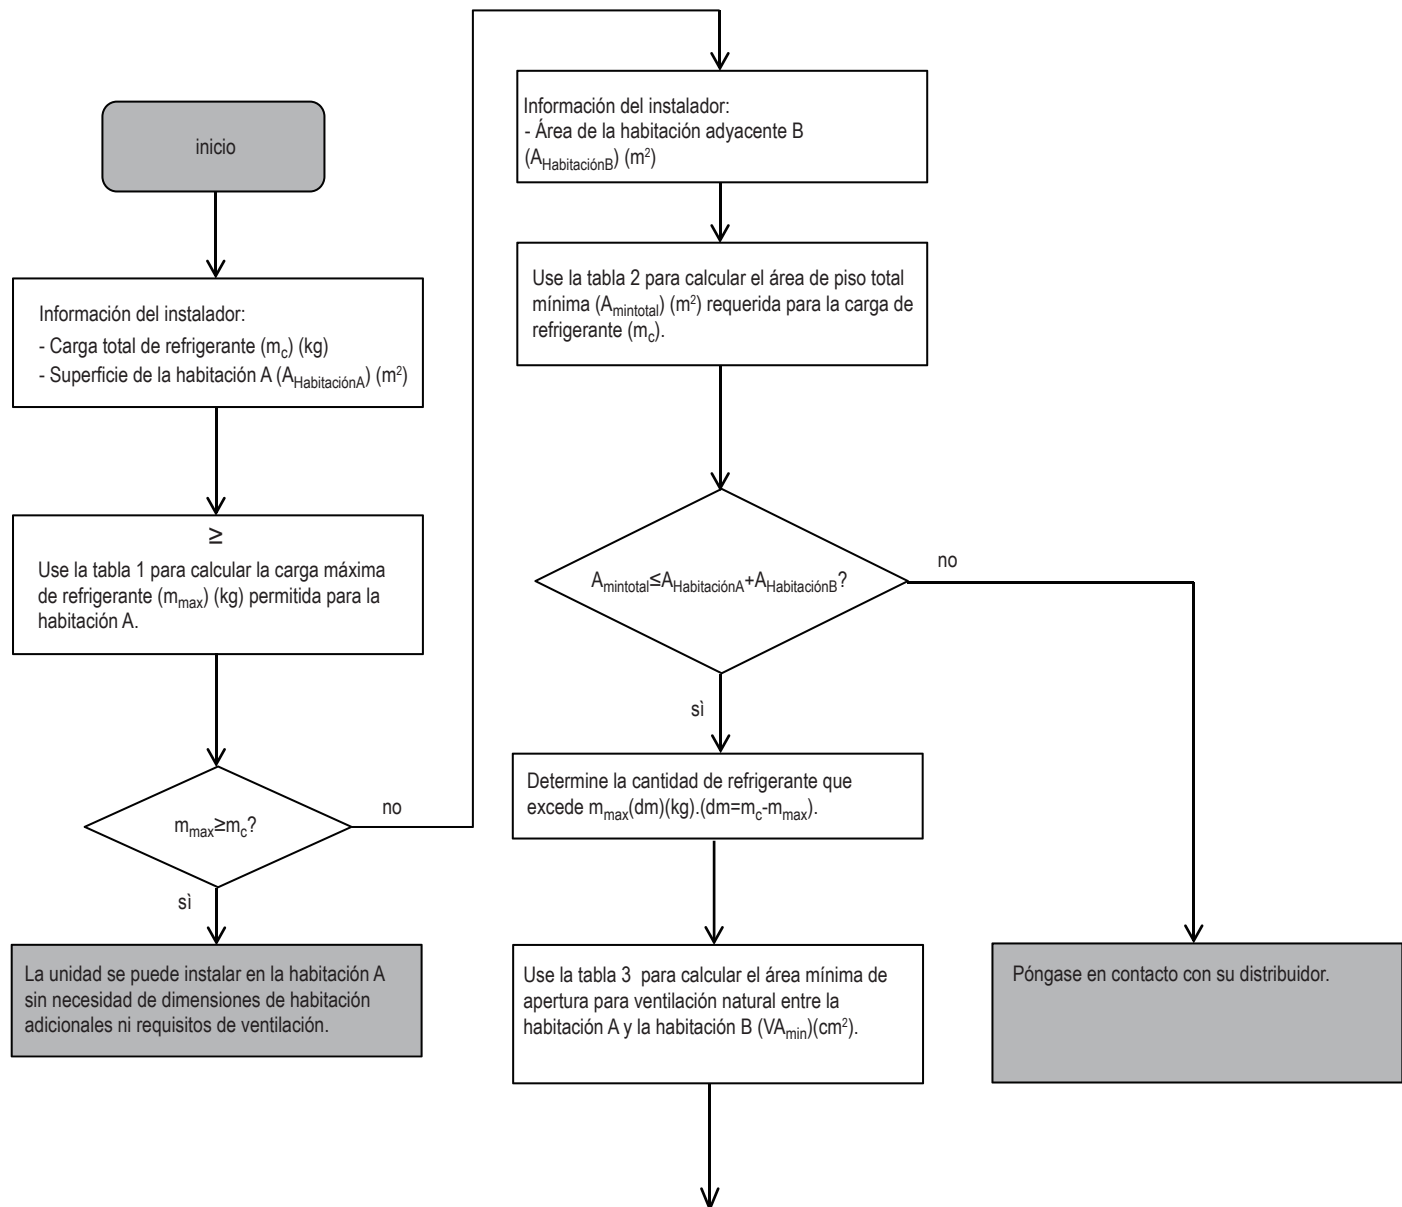 inicio
Información del instalador:
- Carga total de refrigerante (mc) (kg)
- Superficie de la habitación A (AHabitaciónA) (m²)
≥
Use la tabla 1 para calcular la carga máxima
de refrigerante (mmax) (kg) permitida para la
habitación A.
mmax≥mc?
no
sì
La unidad se puede instalar en la habitación A
sin necesidad de dimensiones de habitación
adicionales ni requisitos de ventilación.
Información del instalador:
- Área de la habitación adyacente B
(AHabitaciónB) (m²)
Use la tabla 2 para calcular el área de piso total
mínima (Amintotal) (m²) requerida para la carga de
refrigerante (mc).
Amintotal≤AHabitaciónA+AHabitaciónB?
no
sì
Determine la cantidad de refrigerante que
excede mmax(dm)(kg).(dm=mc-mmax).
Use la tabla 3 para calcular el área mínima de
apertura para ventilación natural entre la
habitación A y la habitación B (VAmin)(cm²).
Póngase en contacto con su distribuidor.